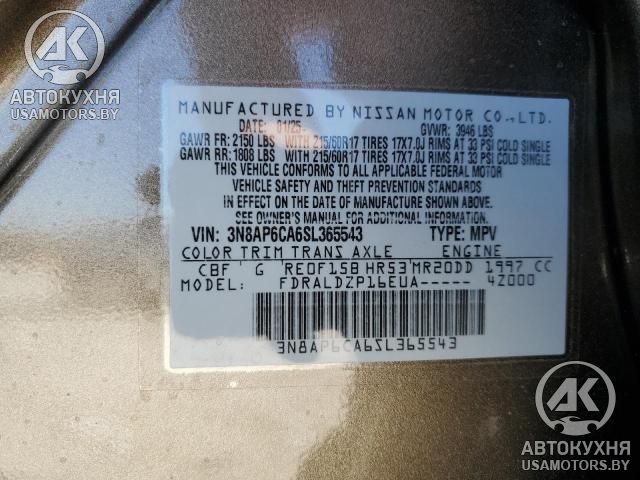 AK
АВТОКУХНЯ
USAMOTORS.BY
MANUFACTURED BY NISSAN MOTOR CO.,LTD.
DATE: 01/25 GVWR: 3946 LBS
GAWR FR: 2150 LBS WITH 215/60R17 TIRES 17X7.0J RIMS AT 33 PSI COLD SINGLE
GAWR RR: 1808 LBS WITH 215/60R17 TIRES 17X7.0J RIMS AT 33 PSI COLD SINGLE
THIS VEHICLE CONFORMS TO ALL APPLICABLE FEDERAL MOTOR
VEHICLE SAFETY AND THEFT PREVENTION STANDARDS
IN EFFECT ON THE DATE OF MANUFACTURE SHOWN ABOVE.
SEE OWNER'S MANUAL FOR ADDITIONAL INFORMATION
VIN: 3N8AP6CA6SL365543 TYPE: MPV
COLOR TRIM TRANS AXLE ENGINE
CBF G RE0F15B HR53 MR20DD 1997 CC
MODEL FDRALDZP16EUA----- 4Z000
3N8AP6CA6SL365543
AK
АВТОКУХНЯ
USAMOTORS.BY